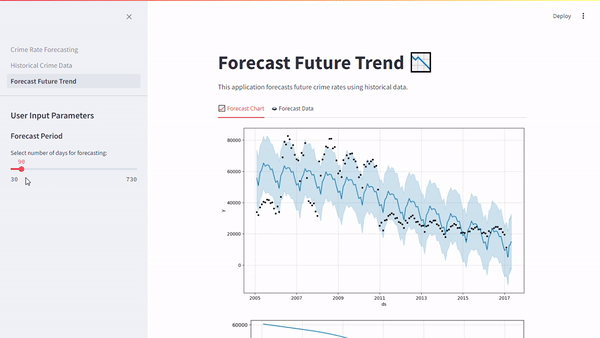 Deploy
Crime Rate Forecasting
Historical Crime Data
Forecast Future Trend
User Input Parameters
Forecast Period
Select number of days for forecasting:
90
30 730
Forecast Future Trend
This application forecasts future crime rates using historical data.
Forecast Chart Forecast Data
80000
60000
40000
20000
0
y
2005 2007 2009 2011 2013 2015 2017
ds
60000